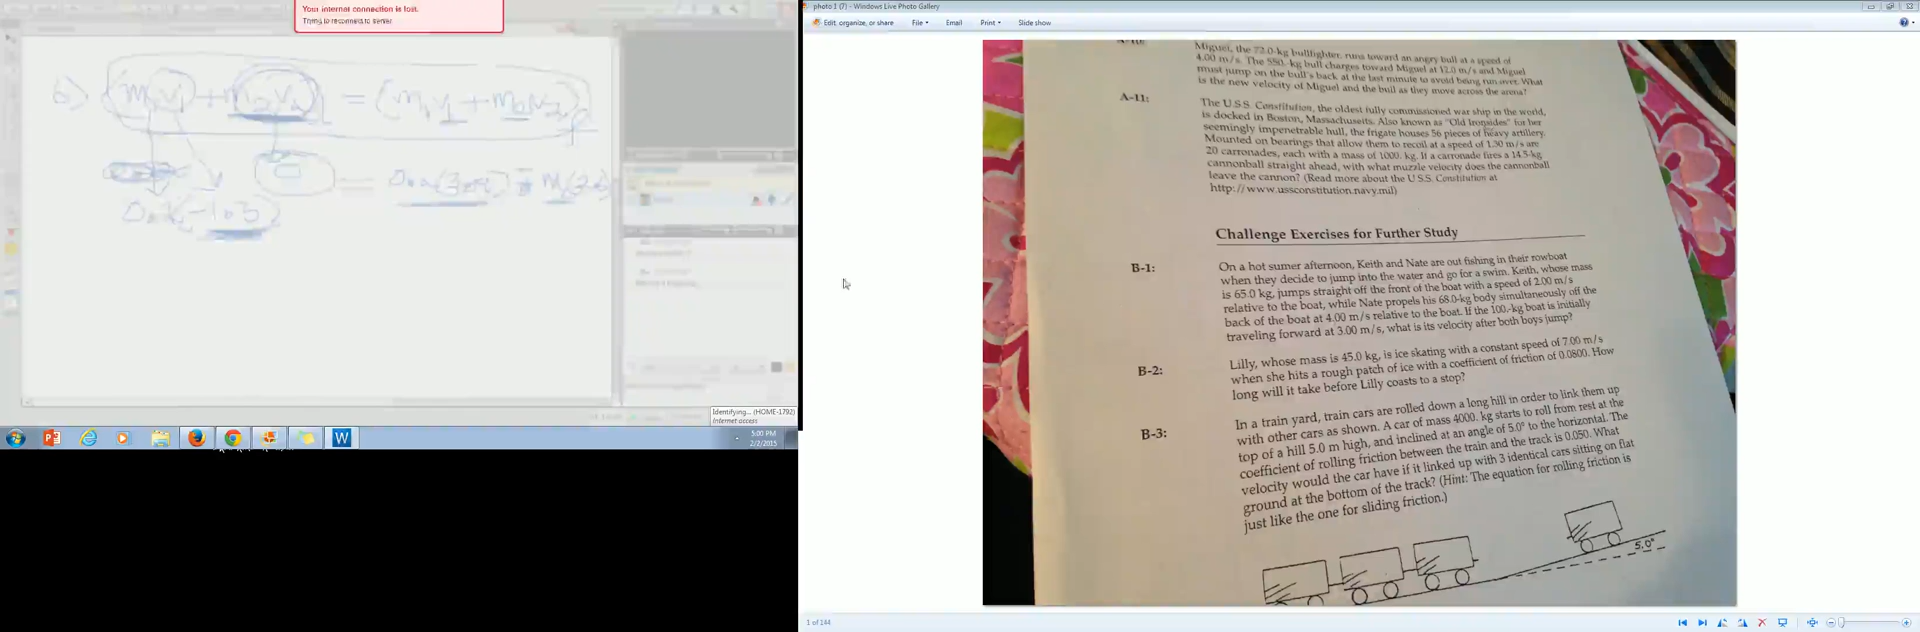 Your internet connection is lost.
Trying to reconnect to server
Identifying... (HOME-1792)
Internet access
5:00 PM
2/2/2015
photo 1 (7) - Windows Live Photo Gallery
Edit, organize, or share File Email Print Slide show
Miguel, the 72.0-kg bullfighter, runs toward an angry bull at a speed of
4.00 m/s. The 550.-kg bull charges toward Miguel at 12.0 m/s and Miguel
must jump on the bull's back at the last minute to avoid being run over. What
is the new velocity of Miguel and the bull as they move across the arena?
A-11:
The U.S.S. Constitution, the oldest fully commissioned war ship in the world,
is docked in Boston, Massachusetts. Also known as "Old Ironsides" for her
seemingly impenetrable hull, the frigate houses 56 pieces of heavy artillery.
Mounted on bearings that allow them to recoil at a speed of 1.30 m/s are
20 carronades, each with a mass of 1000. kg. If a carronade fires a 14.5-kg
cannonball straight ahead, with what muzzle velocity does the cannonball
leave the cannon? (Read more about the U.S.S. Constitution at
http://www.ussconstitution.navy.mil)
Challenge Exercises for Further Study
B-1:
On a hot sumer afternoon, Keith and Nate are out fishing in their rowboat
when they decide to jump into the water and go for a swim. Keith, whose mass
is 65.0 kg, jumps straight off the front of the boat with a speed of 2.00 m/s
relative to the boat, while Nate propels his 68.0-kg body simultaneously off the
back of the boat at 4.00 m/s relative to the boat. If the 100.-kg boat is initially
traveling forward at 3.00 m/s, what is its velocity after both boys jump?
B-2:
Lilly, whose mass is 45.0 kg, is ice skating with a constant speed of 7.00 m/s
when she hits a rough patch of ice with a coefficient of friction of 0.0800. How
long will it take before Lilly coasts to a stop?
B-3:
In a train yard, train cars are rolled down a long hill in order to link them up
with other cars as shown. A car of mass 4000. kg starts to roll from rest at the
top of a hill 5.0 m high, and inclined at an angle of 5.0° to the horizontal. The
coefficient of rolling friction between the train and the track is 0.050. What
velocity would the car have if it linked up with 3 identical cars sitting on flat
ground at the bottom of the track? (Hint: The equation for rolling friction is
just like the one for sliding friction.)
5.0°
1 of 144